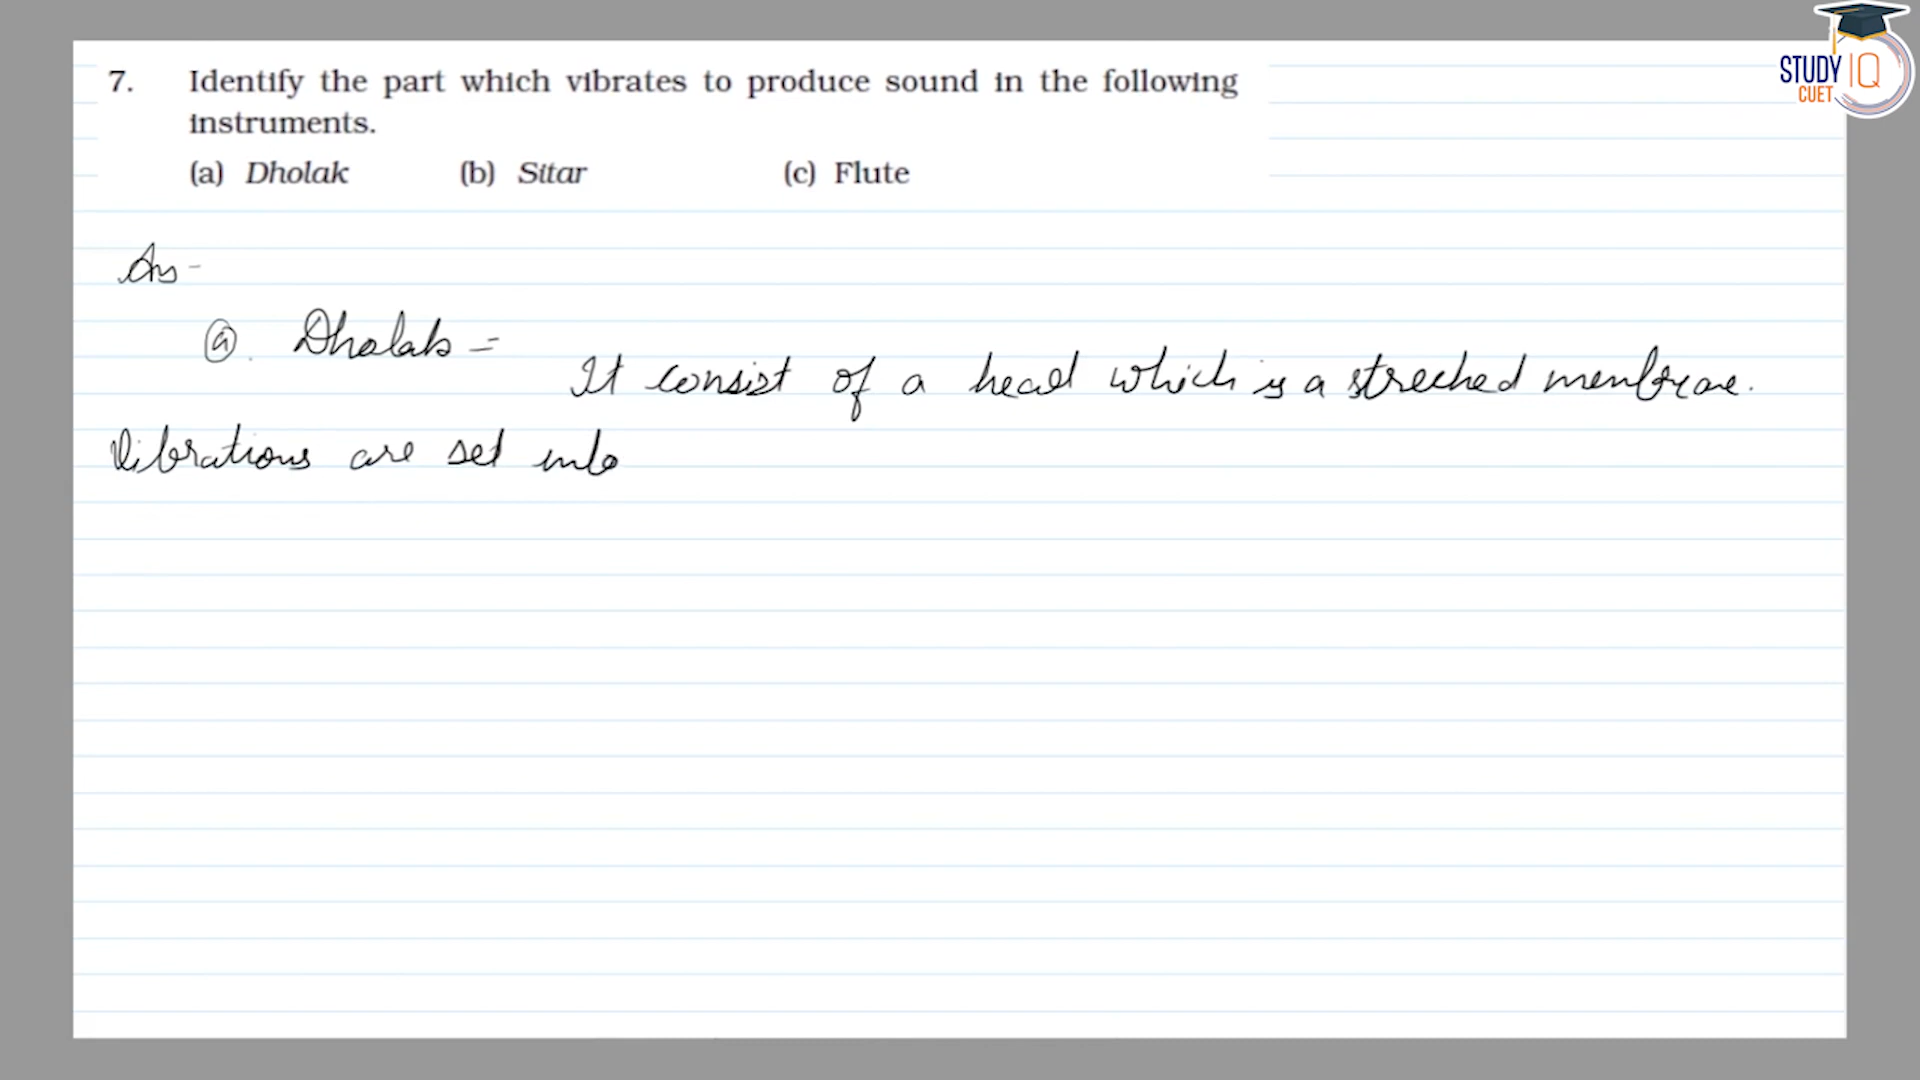 STUDY IQ
CUET
7. Identify the part which vibrates to produce sound in the following
instruments.
(a) Dholak (b) Sitar (c) Flute
Ans -
(a). Dholak =
It consist of a head which is a streched membrane.
Vibrations are set into